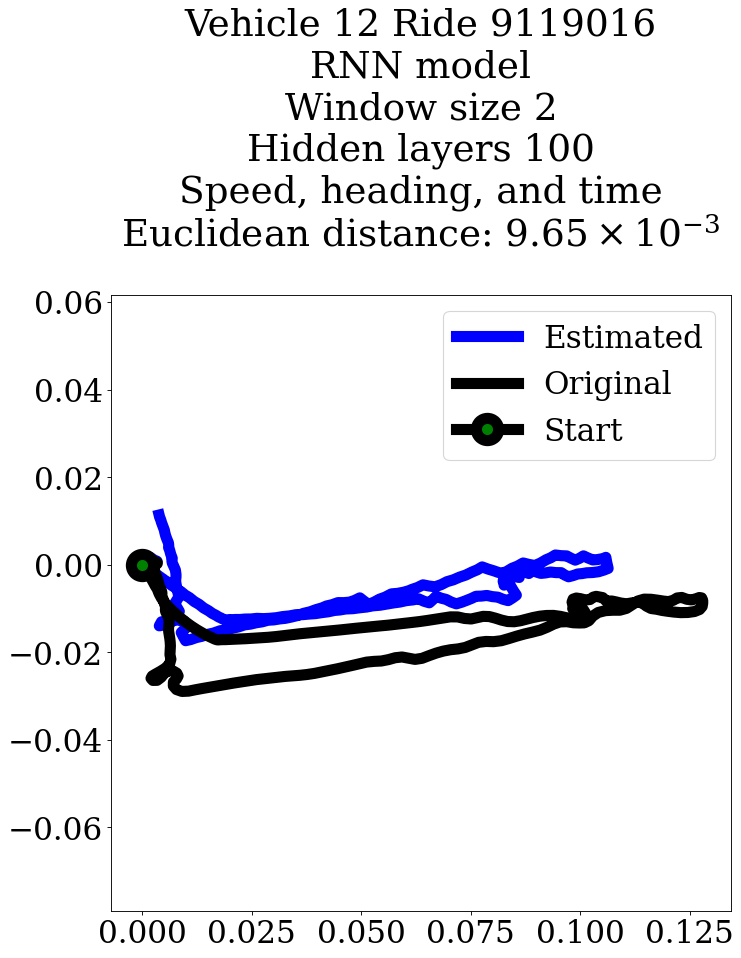 Vehicle 12 Ride 9119016
RNN model
Window size 2
Hidden layers 100
Speed, heading, and time
Euclidean distance: 9.65 × 10⁻³
Estimated
Original
Start
0.06
0.04
0.02
0.00
−0.02
−0.04
−0.06
0.000 0.025 0.050 0.075 0.100 0.125